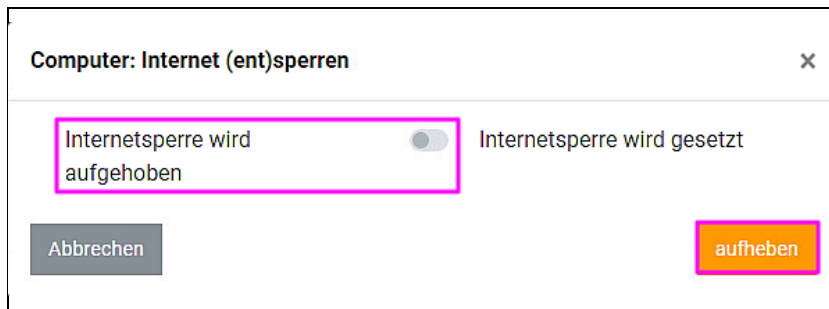 Computer: Internet (ent)sperren ×
Internetsperre wird aufgehoben
Internetsperre wird gesetzt
Abbrechen
aufheben